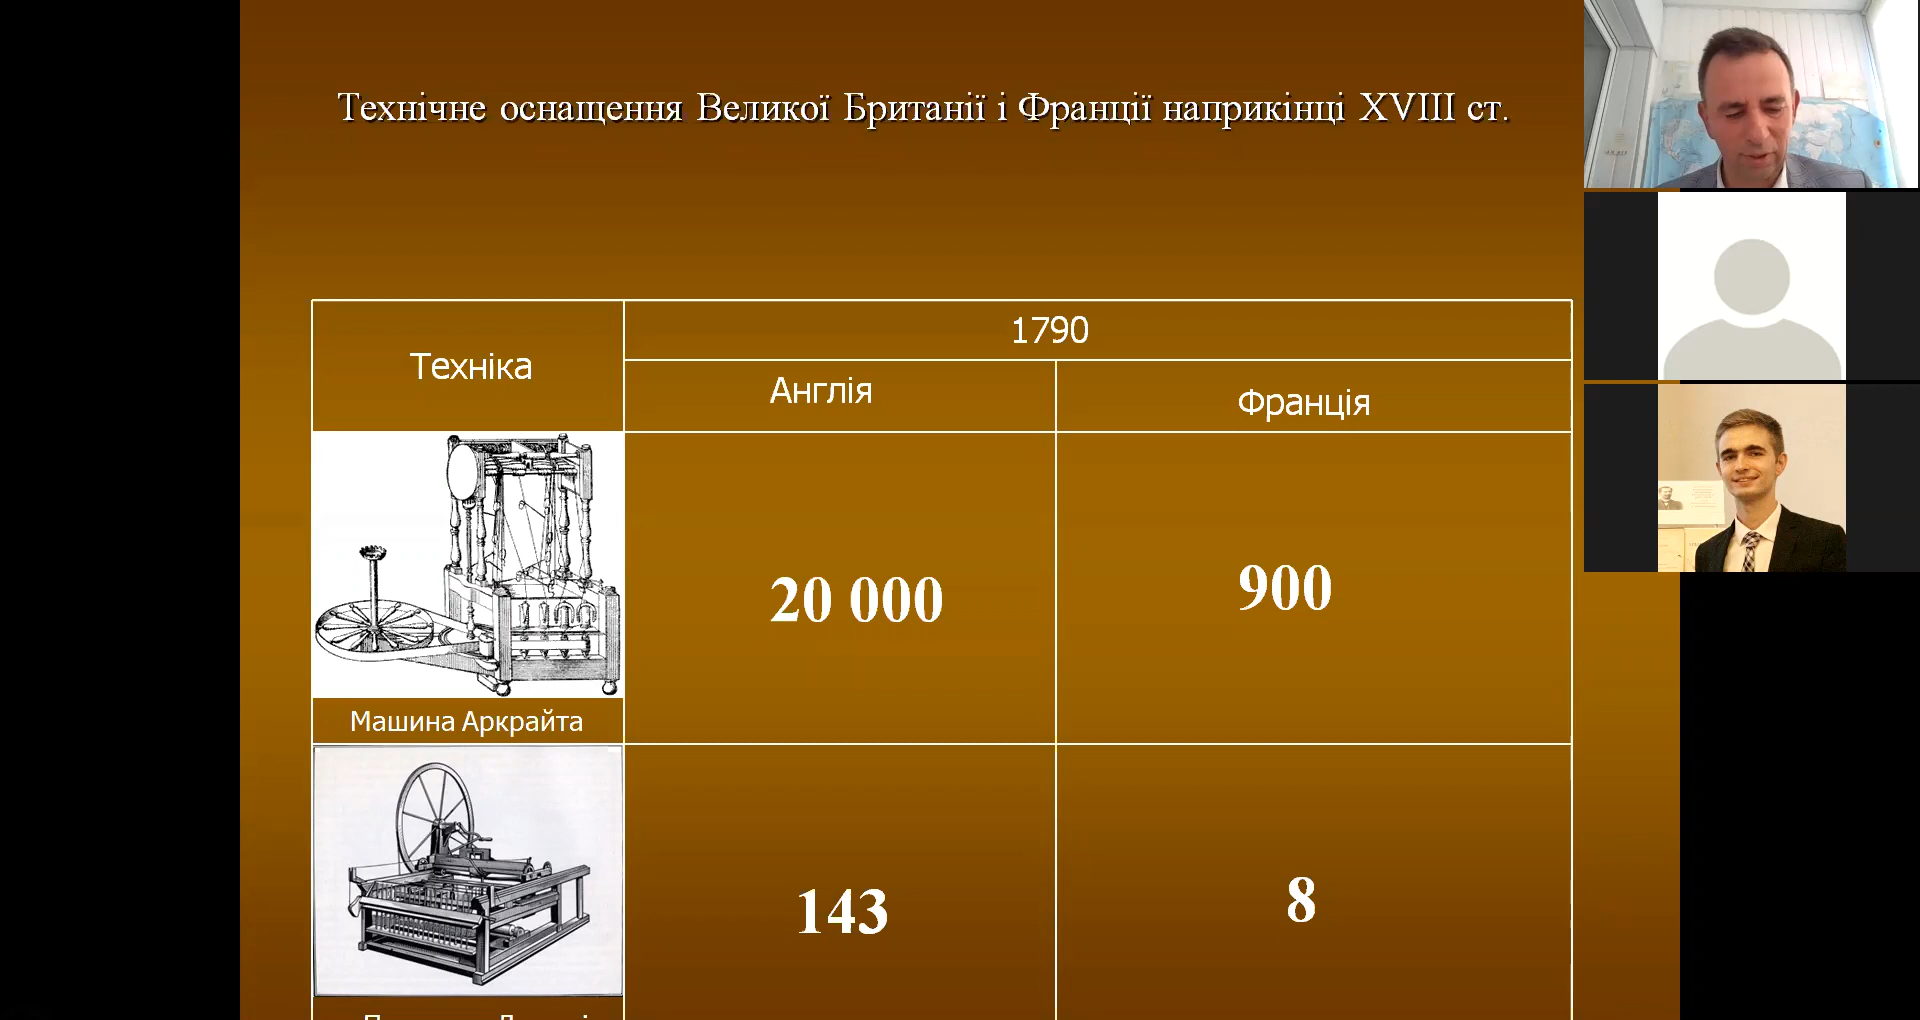 Технічне оснащення Великої Британії і Франції наприкінці XVIII ст.
Техніка
1790
Англія
Франція
20 000
900
Машина Аркрайта
143
8